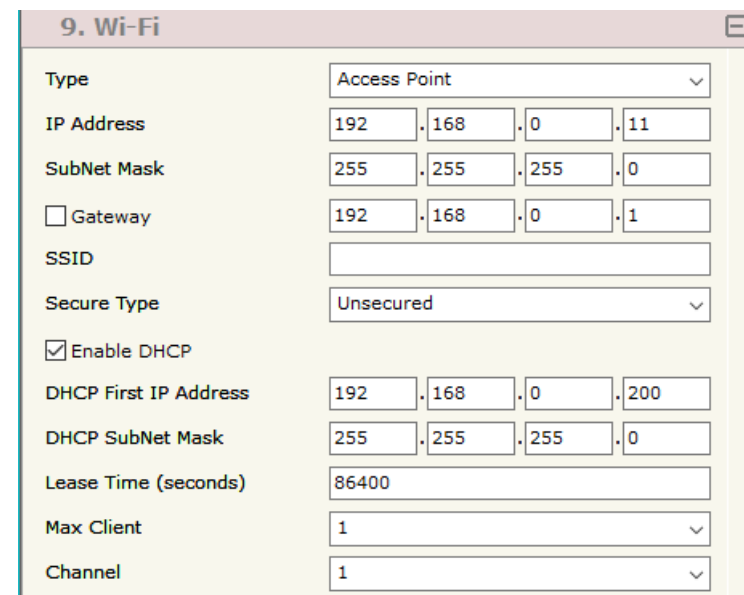 9. Wi-Fi
Type Access Point
IP Address 192 . 168 . 0 . 11
SubNet Mask 255 . 255 . 255 . 0
Gateway 192 . 168 . 0 . 1
SSID
Secure Type Unsecured
Enable DHCP
DHCP First IP Address 192 . 168 . 0 . 200
DHCP SubNet Mask 255 . 255 . 255 . 0
Lease Time (seconds) 86400
Max Client 1
Channel 1